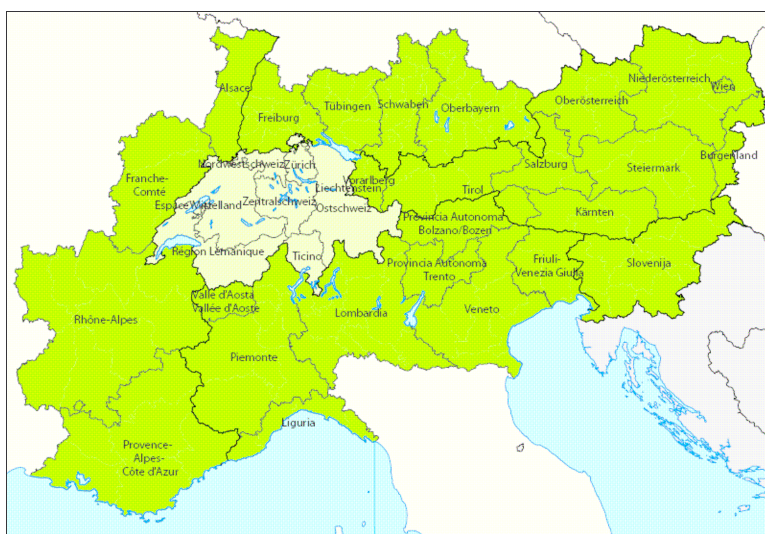 Alsace
Freiburg
Tübingen
Schwaben
Oberbayern
Oberösterreich
Niederösterreich
Wien
Burgenland
Steiermark
Salzburg
Kärnten
Tirol
Vorarlberg
Liechtenstein
Ostschweiz
Zürich
Nordwestschweiz
Zentralschweiz
Espace Mittelland
Franche-
Comté
Région Lémanique
Ticino
Provincia Autonoma
Bolzano/Bozen
Provincia Autonoma
Trento
Friuli-
Venezia Giulia
Slovenija
Veneto
Lombardia
Valle d'Aosta
Vallée d'Aoste
Rhône-Alpes
Piemonte
Liguria
Provence-
Alpes-
Côte d'Azur